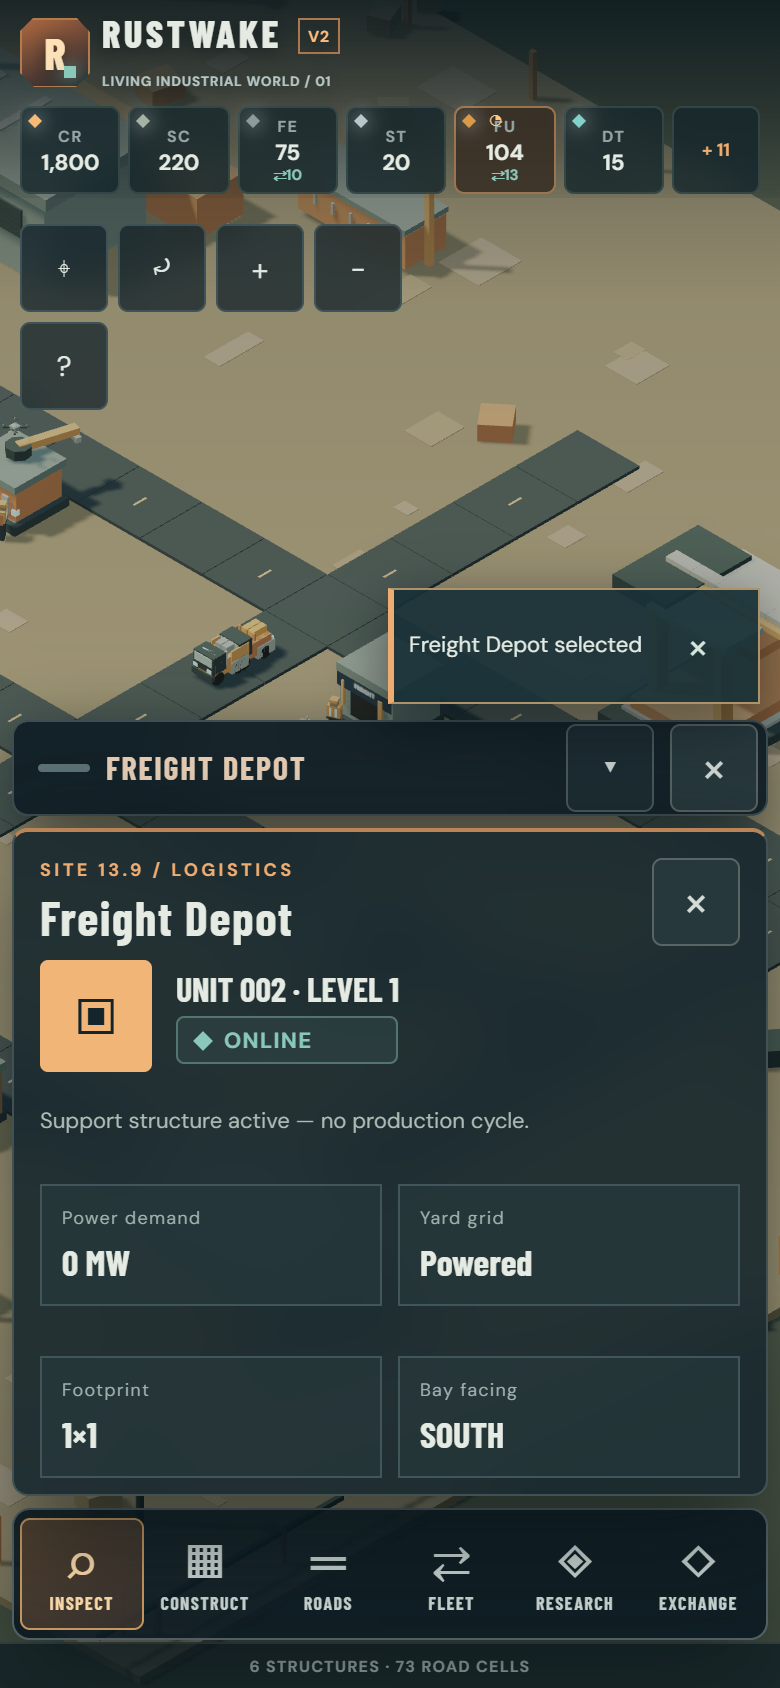 R
RUSTWAKE V2
LIVING INDUSTRIAL WORLD / 01
CR
1,800
SC
220
FE
75
⇄10
ST
20
FU
104
⇄13
DT
15
+ 11
+
−
?
Freight Depot selected ×
FREIGHT DEPOT ▼ ×
SITE 13.9 / LOGISTICS ×
Freight Depot
UNIT 002 · LEVEL 1
ONLINE
Support structure active — no production cycle.
Power demand
0 MW
Yard grid
Powered
Footprint
1×1
Bay facing
SOUTH
INSPECT
CONSTRUCT
ROADS
FLEET
RESEARCH
EXCHANGE
6 STRUCTURES · 73 ROAD CELLS